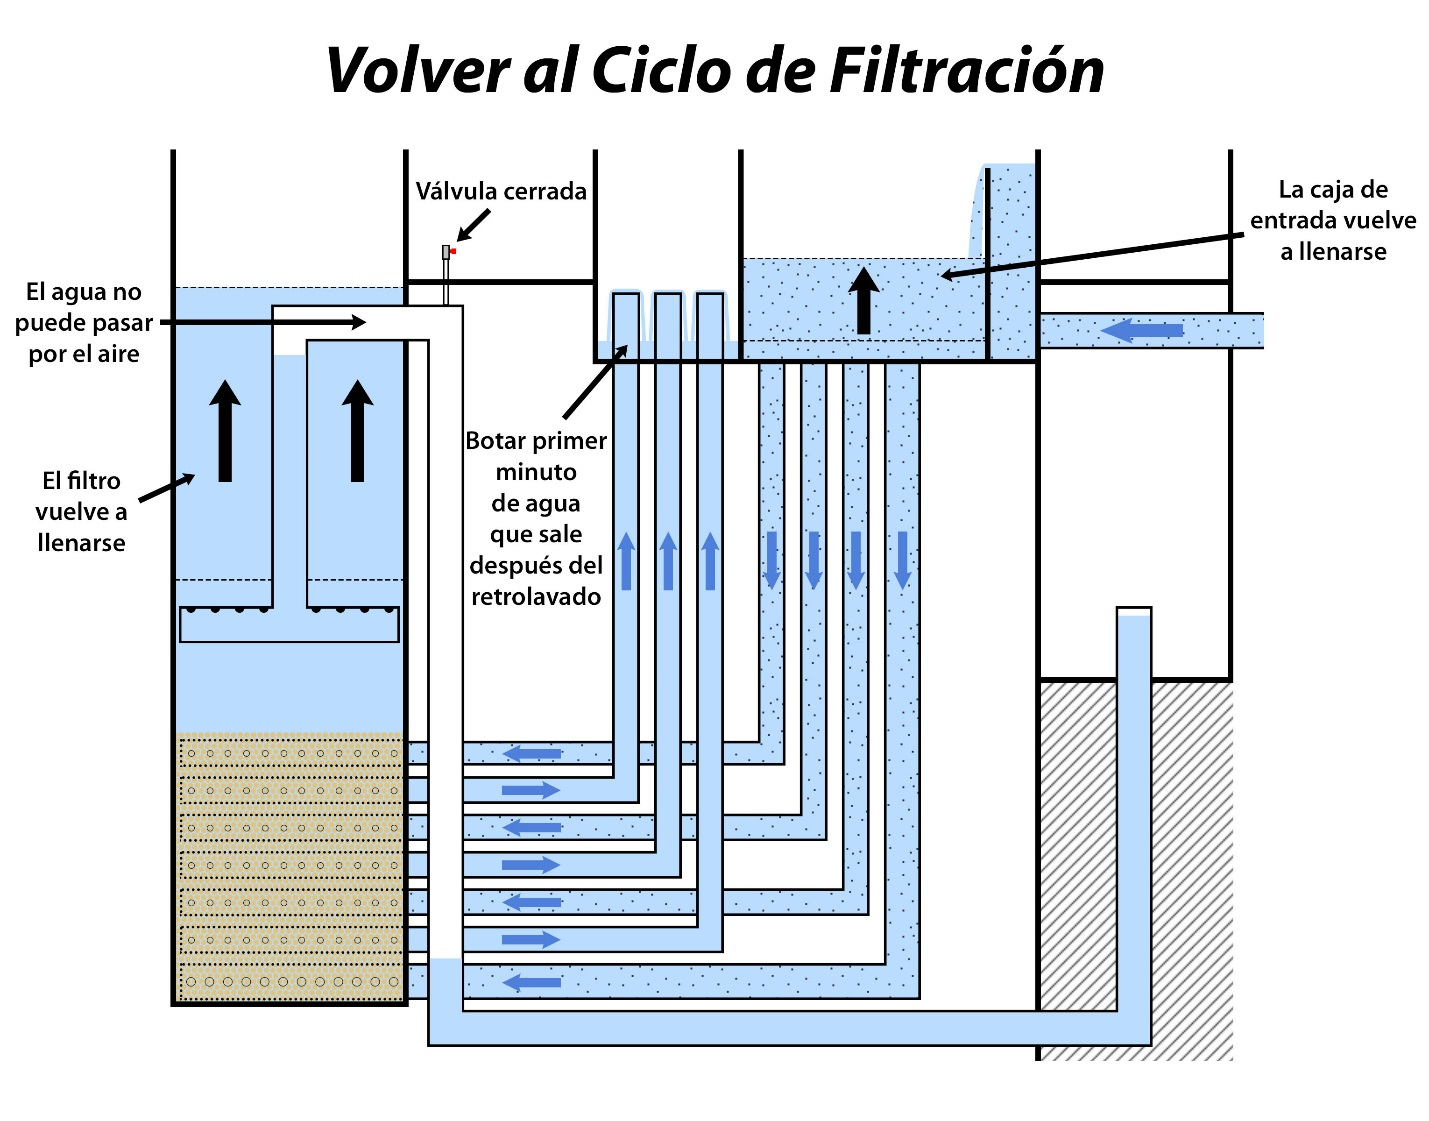 Volver al Ciclo de Filtración
Válvula cerrada
La caja de
entrada vuelve
a llenarse
El agua no
puede pasar
por el aire
El filtro
vuelve a
llenarse
Botar primer
minuto
de agua
que sale
después del
retrolavado